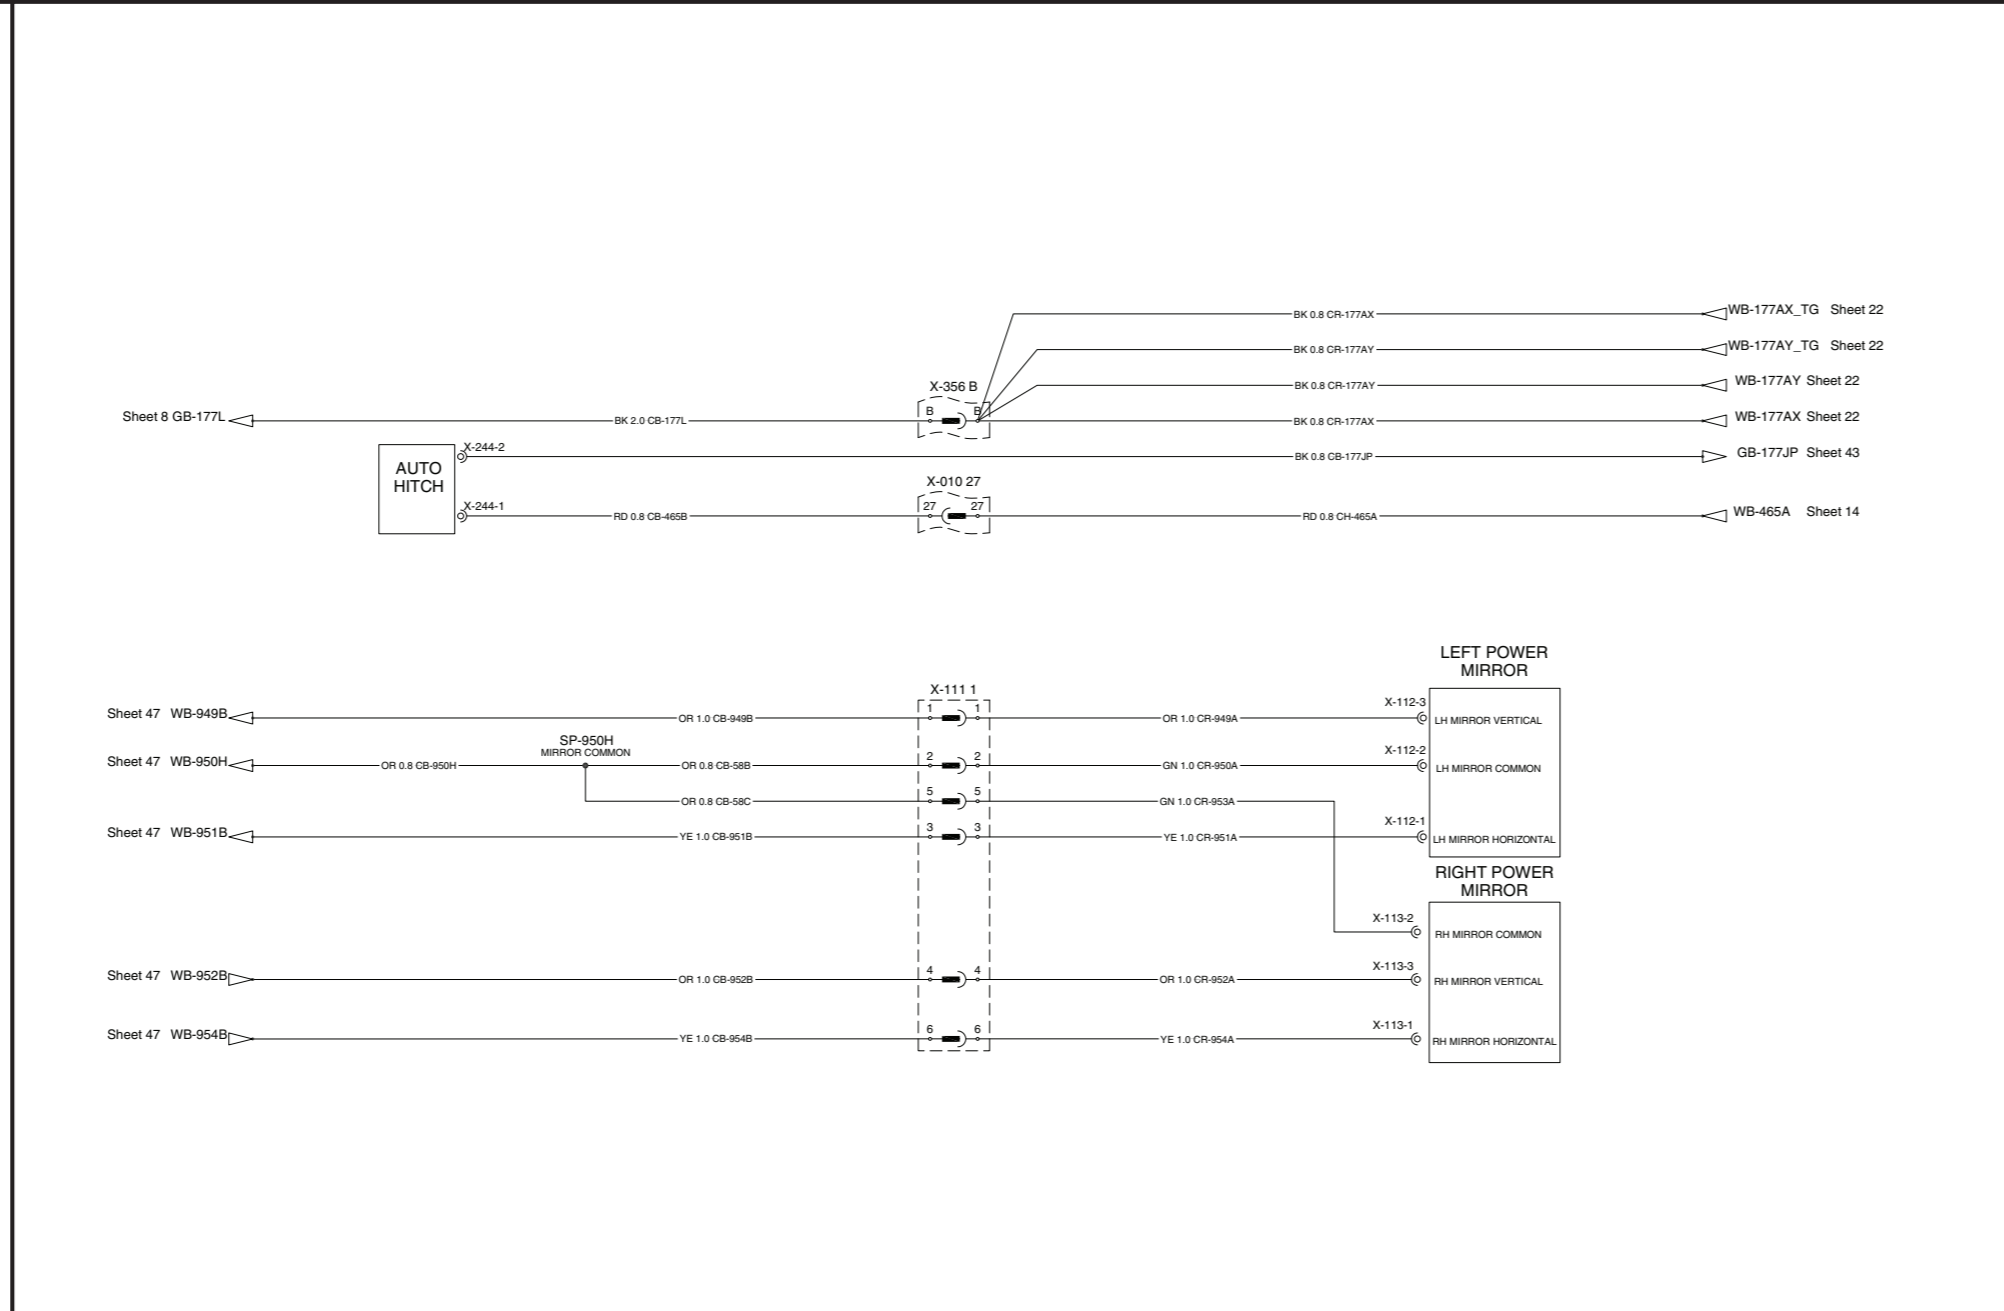 BK 0.8 CR-177AX WB-177AX_TG Sheet 22
BK 0.8 CR-177AY WB-177AY_TG Sheet 22
X-356 B
BK 0.8 CR-177AY WB-177AY Sheet 22
Sheet 8 GB-177L BK 2.0 CB-177L B B BK 0.8 CR-177AX WB-177AX Sheet 22
X-244-2
BK 0.8 CB-177JP GB-177JP Sheet 43
AUTO
HITCH
X-010 27
X-244-1
RD 0.8 CB-465B 27 27 RD 0.8 CH-465A WB-465A Sheet 14
LEFT POWER
MIRROR
X-111 1
X-112-3
Sheet 47 WB-949B OR 1.0 CB-949B 1 1 OR 1.0 CR-949A LH MIRROR VERTICAL
SP-950H
MIRROR COMMON
X-112-2
Sheet 47 WB-950H OR 0.8 CB-950H OR 0.8 CB-58B 2 2 GN 1.0 CR-950A LH MIRROR COMMON
OR 0.8 CB-58C 5 5 GN 1.0 CR-953A
X-112-1
Sheet 47 WB-951B YE 1.0 CB-951B 3 3 YE 1.0 CR-951A LH MIRROR HORIZONTAL
RIGHT POWER
MIRROR
X-113-2
RH MIRROR COMMON
X-113-3
Sheet 47 WB-952B OR 1.0 CB-952B 4 4 OR 1.0 CR-952A RH MIRROR VERTICAL
X-113-1
Sheet 47 WB-954B YE 1.0 CB-954B 6 6 YE 1.0 CR-954A RH MIRROR HORIZONTAL